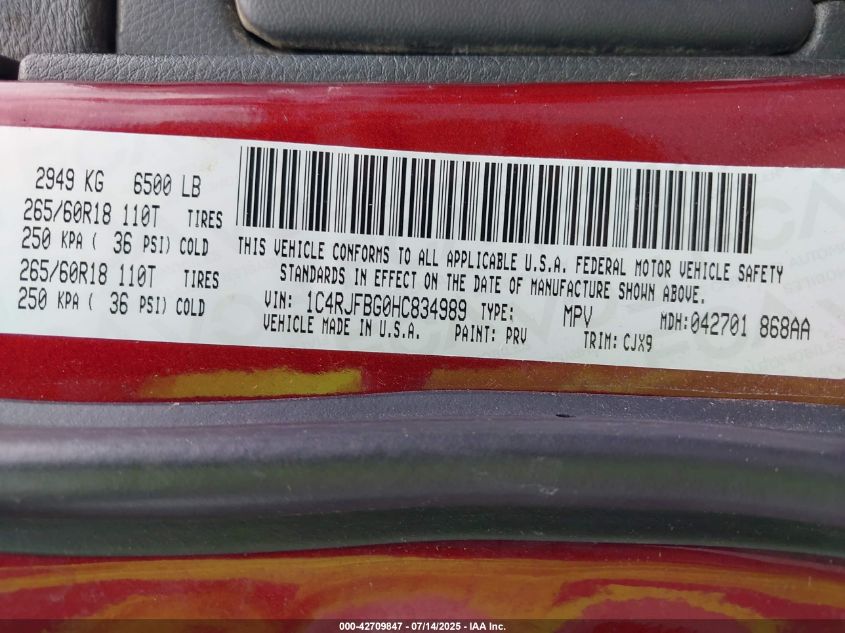 2949 KG 6500 LB
265/60R18 110T TIRES
250 KPA ( 36 PSI) COLD
265/60R18 110T TIRES
250 KPA ( 36 PSI) COLD
THIS VEHICLE CONFORMS TO ALL APPLICABLE U.S.A. FEDERAL MOTOR VEHICLE SAFETY
STANDARDS IN EFFECT ON THE DATE OF MANUFACTURE SHOWN ABOVE.
VIN: 1C4RJFBG0HC834989 TYPE: MPV MDH:042701 868AA
VEHICLE MADE IN U.S.A. PAINT: PRV TRIM: CJX9
000-42709847 - 07/14/2025 - IAA Inc.